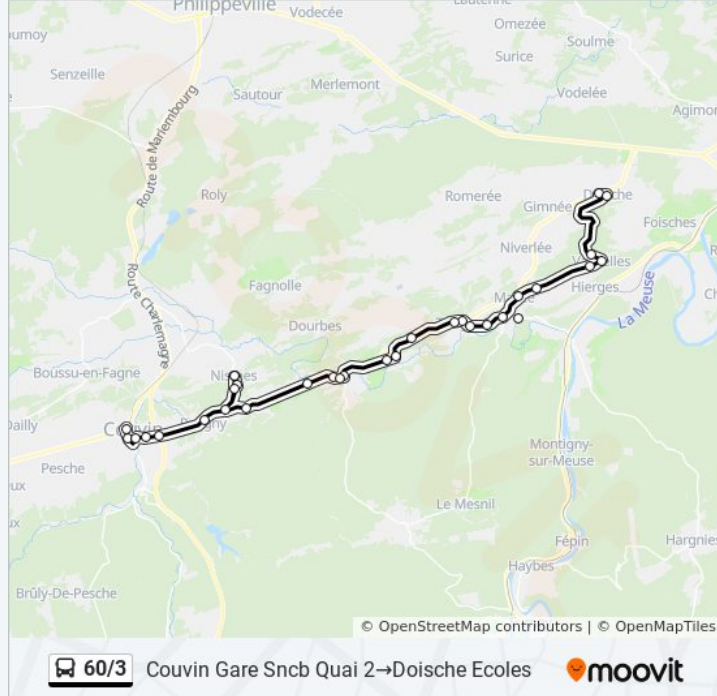 Philippeville
Vodecée
Omezée
Soulme
Surice
Senzeille
Merlemont
Sautour
Vodelée
Agimon
Route de Marlembourg
Roly
Romerée
Gimnée
Foisches
Niverlée
Fagnolle
Hierges
La Meuse
Route Charlemagne
Dourbes
Boussu-en-Fagne
Dailly
Pesche
Montigny-
sur-Meuse
Le Mesnil
Fépin
Hargnies
Haybes
Brûly-De-Pesche
© OpenStreetMap contributors | © OpenMapTiles
60/3 Couvin Gare Sncb Quai 2→Doische Ecoles moovit